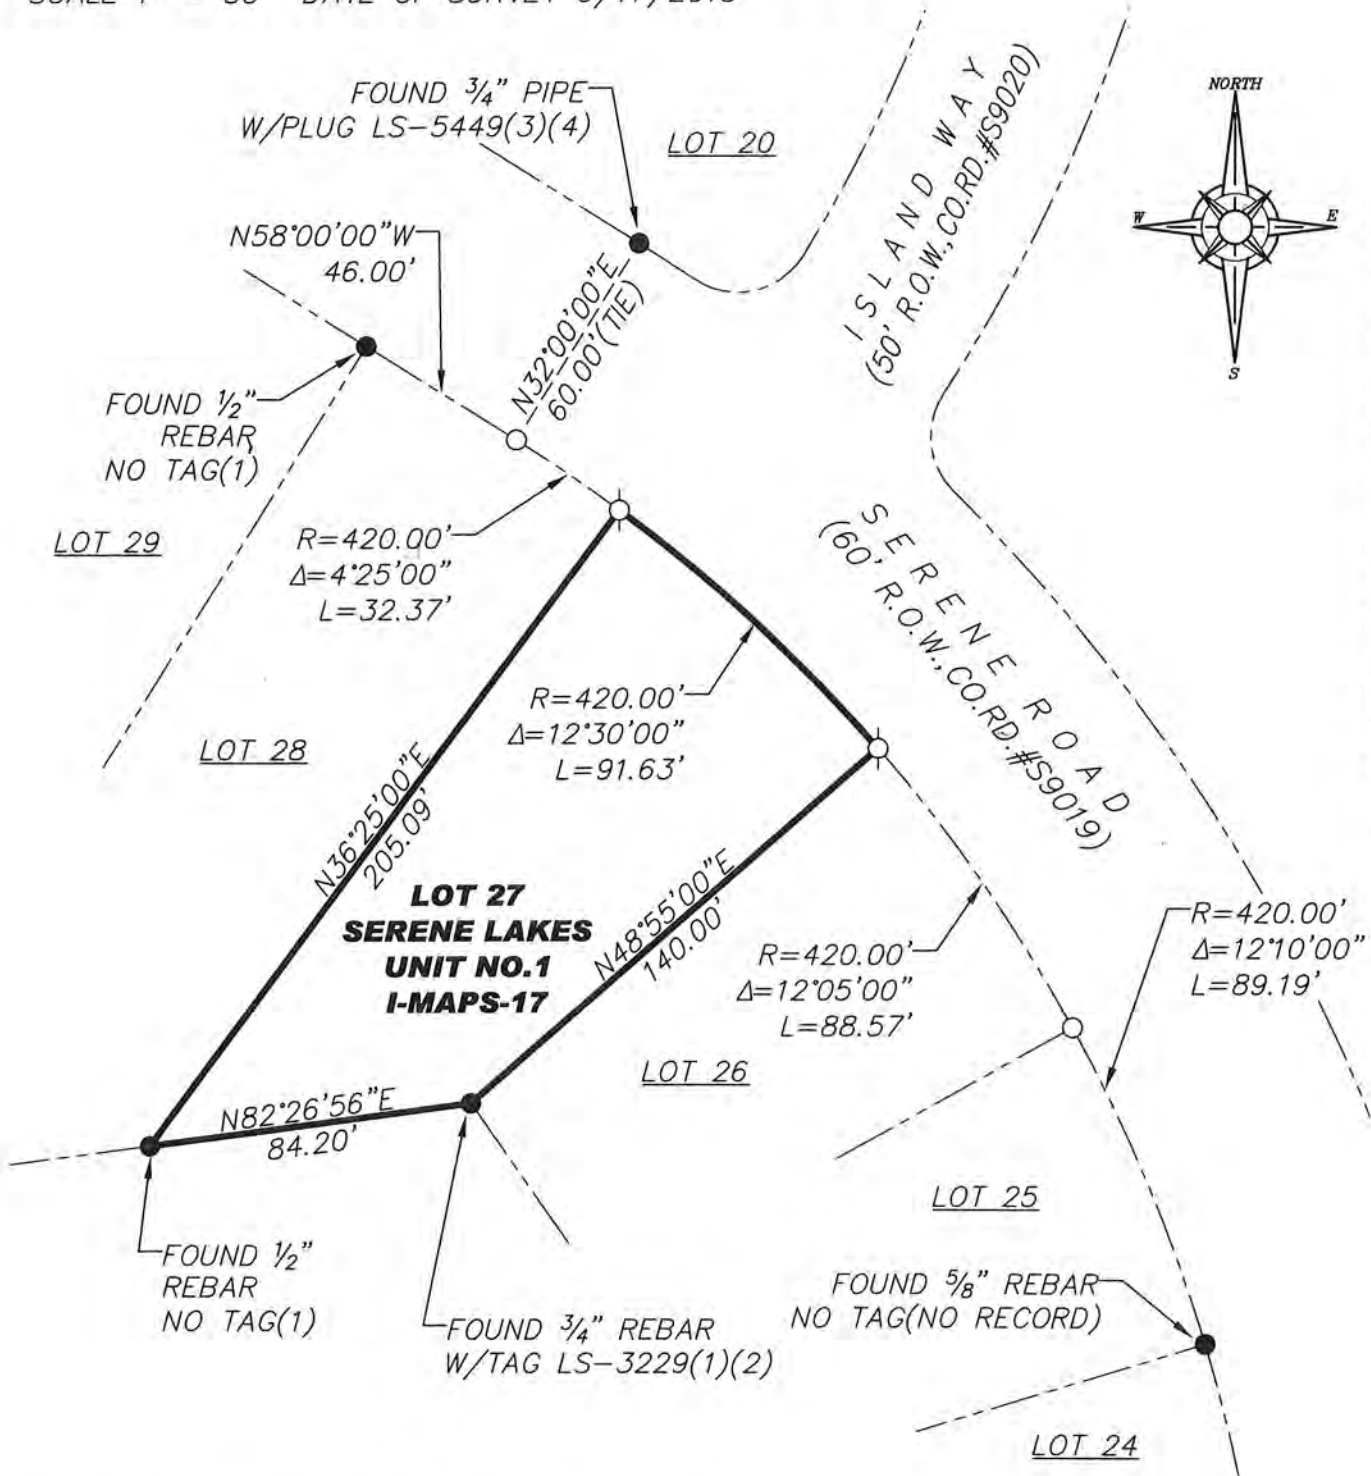 FOUND 3/4" PIPE
W/PLUG LS-5449(3)(4)
LOT 20
ISLAND WAY
(50' R.O.W.,CO.RD.#S9020)
NORTH
W
E
S
N58°00'00"W
46.00'
N32°00'00"E
60.00'(TIE)
FOUND 1/2"
REBAR
NO TAG(1)
LOT 29
R=420.00'
Δ=4°25'00"
L=32.37'
SERENE ROAD
(60' R.O.W.,CO.RD.#S9019)
R=420.00'
Δ=12°30'00"
L=91.63'
LOT 28
N36°25'00"E
205.09'
LOT 27
SERENE LAKES
UNIT NO.1
I-MAPS-17
N48°55'00"E
140.00'
R=420.00'
Δ=12°05'00"
L=88.57'
R=420.00'
Δ=12°10'00"
L=89.19'
LOT 26
N82°26'56"E
84.20'
LOT 25
FOUND 1/2"
REBAR
NO TAG(1)
FOUND 3/4" REBAR
W/TAG LS-3229(1)(2)
FOUND 5/8" REBAR
NO TAG(NO RECORD)
LOT 24